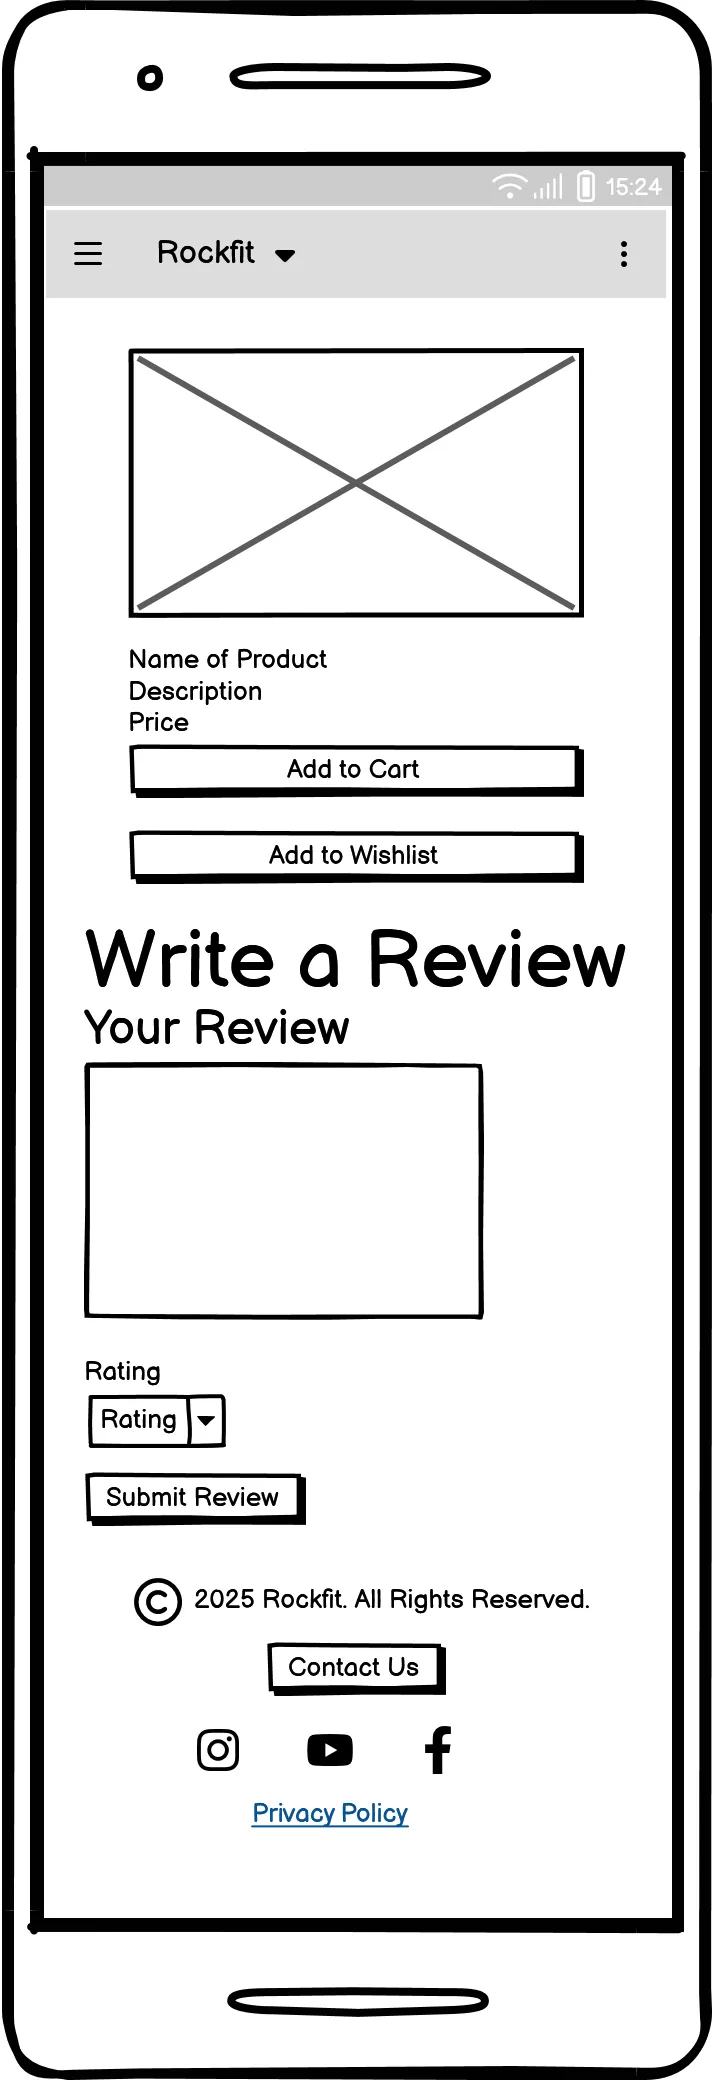 15:24
Rockfit
Name of Product
Description
Price
Add to Cart
Add to Wishlist
Write a Review
Your Review
Rating
Rating
Submit Review
© 2025 Rockfit. All Rights Reserved.
Contact Us
Privacy Policy